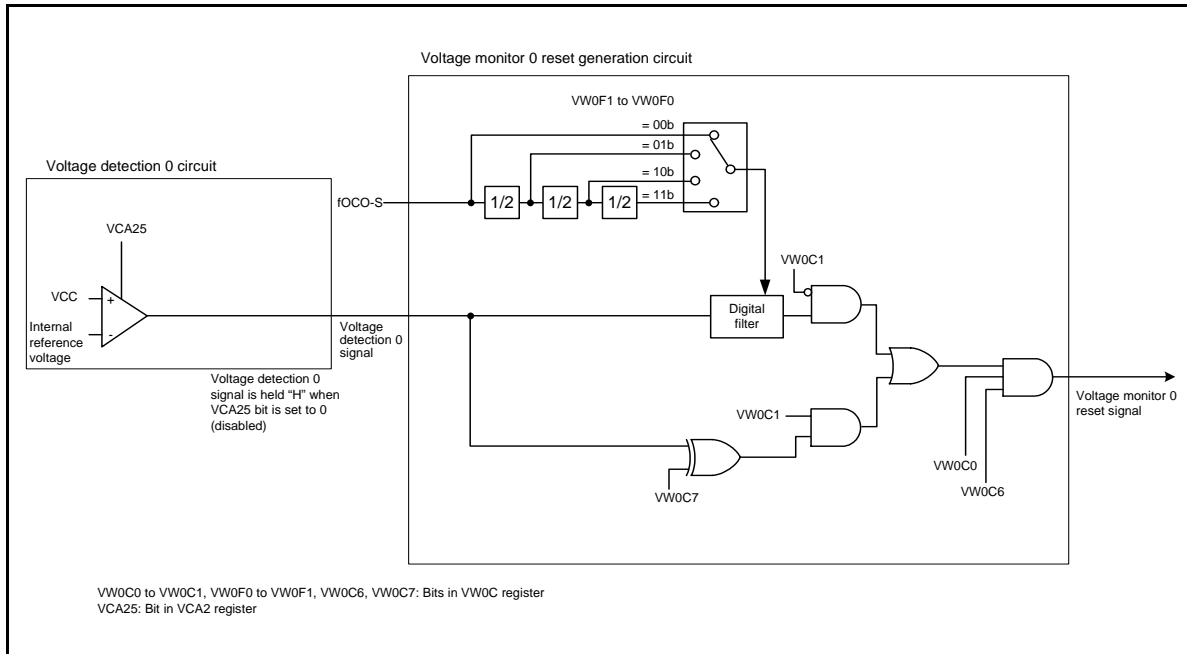 Voltage monitor 0 reset generation circuit
VW0F1 to VW0F0
= 00b
= 01b
= 10b
= 11b
Voltage detection 0 circuit
fOCO-S
1/2
1/2
1/2
VCA25
VW0C1
VCC
+
Internal
reference
voltage
-
Digital
filter
Voltage
detection 0
signal
Voltage detection 0
signal is held “H” when
VCA25 bit is set to 0
(disabled)
Voltage monitor 0
reset signal
VW0C1
VW0C0
VW0C6
VW0C7
VW0C0 to VW0C1, VW0F0 to VW0F1, VW0C6, VW0C7: Bits in VW0C register
VCA25: Bit in VCA2 register